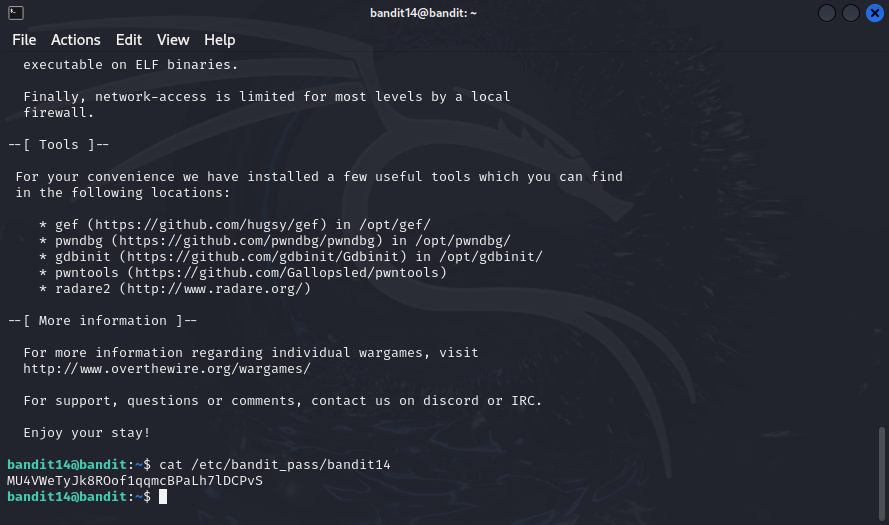 bandit14@bandit: ~
File Actions Edit View Help
executable on ELF binaries.
Finally, network-access is limited for most levels by a local
firewall.
--[ Tools ]--
For your convenience we have installed a few useful tools which you can find
in the following locations:
* gef (https://github.com/hugsy/gef) in /opt/gef/
* pwndbg (https://github.com/pwndbg/pwndbg) in /opt/pwndbg/
* gdbinit (https://github.com/gdbinit/Gdbinit) in /opt/gdbinit/
* pwntools (https://github.com/Gallopsled/pwntools)
* radare2 (http://www.radare.org/)
--[ More information ]--
For more information regarding individual wargames, visit
http://www.overthewire.org/wargames/
For support, questions or comments, contact us on discord or IRC.
Enjoy your stay!
bandit14@bandit:~$ cat /etc/bandit_pass/bandit14
MU4VWeTyJk8ROof1qqmcBPaLh7lDCPvS
bandit14@bandit:~$